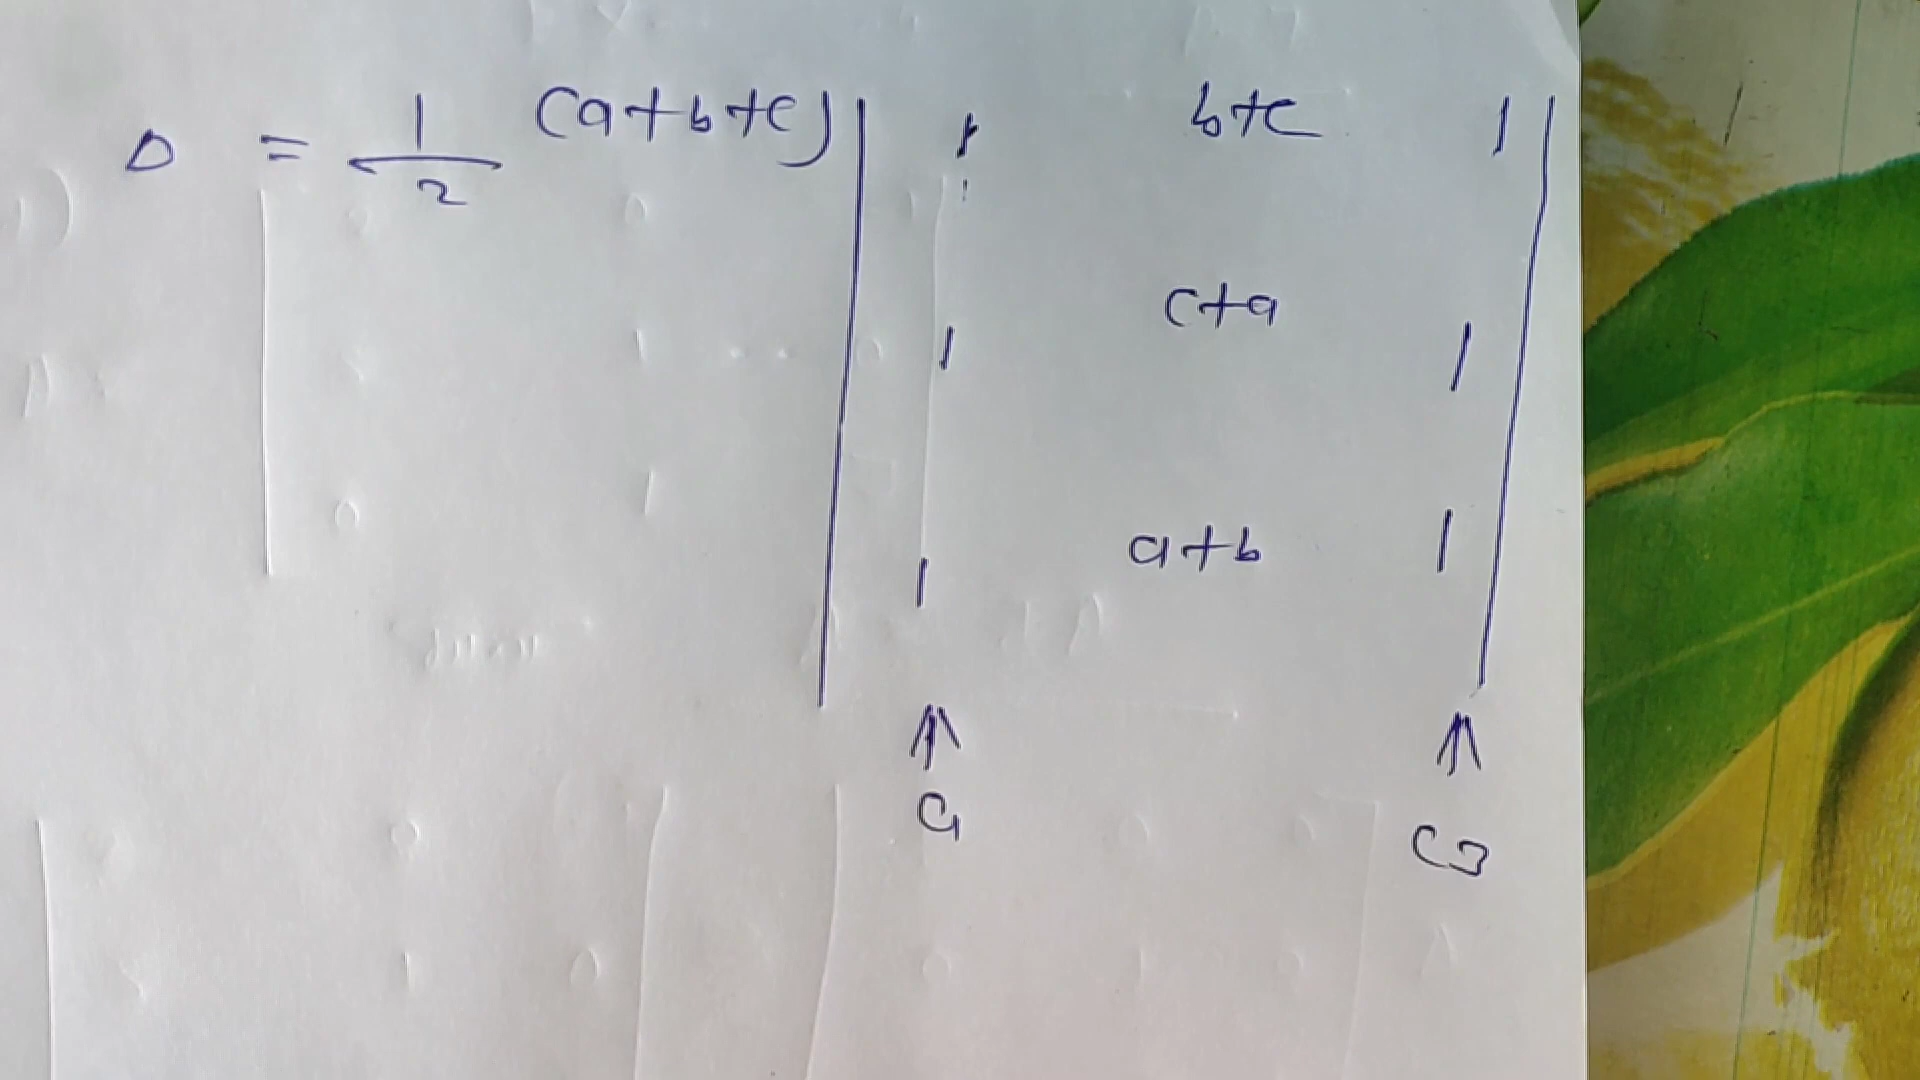 Δ = 1/2 (a+b+c) | 1 b+c 1 |
1 c+a 1
1 a+b 1
↑ ↑
C1 C3